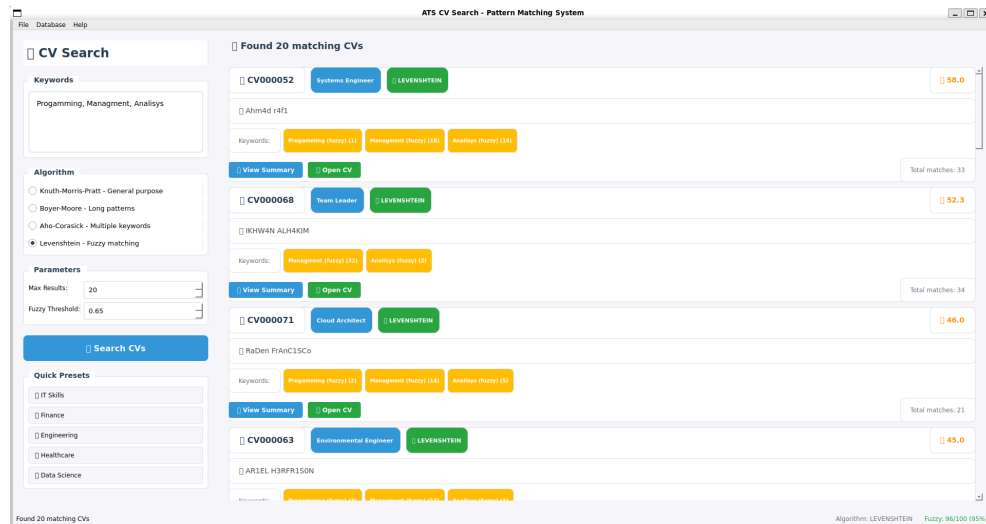 ATS CV Search - Pattern Matching System
File Database Help
CV Search
Keywords
Progamming, Managment, Analisys
Algorithm
Knuth-Morris-Pratt - General purpose
Boyer-Moore - Long patterns
Aho-Corasick - Multiple keywords
Levenshtein - Fuzzy matching
Parameters
Max Results: 20
Fuzzy Threshold: 0.65
Search CVs
Quick Presets
IT Skills
Finance
Engineering
Healthcare
Data Science
Found 20 matching CVs
CV000052 Systems Engineer LEVENSHTEIN 58.0
Ahm4d r4f1
Keywords: Progamming (fuzzy) (1) Managment (fuzzy) (18) Analisys (fuzzy) (14)
View Summary Open CV Total matches: 33
CV000068 Team Leader LEVENSHTEIN 52.3
IKHW4N ALH4KIM
Keywords: Managment (fuzzy) (32) Analisys (fuzzy) (2)
View Summary Open CV Total matches: 34
CV000071 Cloud Architect LEVENSHTEIN 46.0
RaDen FrAnC1SCo
Keywords: Progamming (fuzzy) (2) Managment (fuzzy) (14) Analisys (fuzzy) (5)
View Summary Open CV Total matches: 21
CV000063 Environmental Engineer LEVENSHTEIN 45.0
AR1EL H3RFR1S0N
Found 20 matching CVs
Algorithm: LEVENSHTEIN Fuzzy: 96/100 (95%